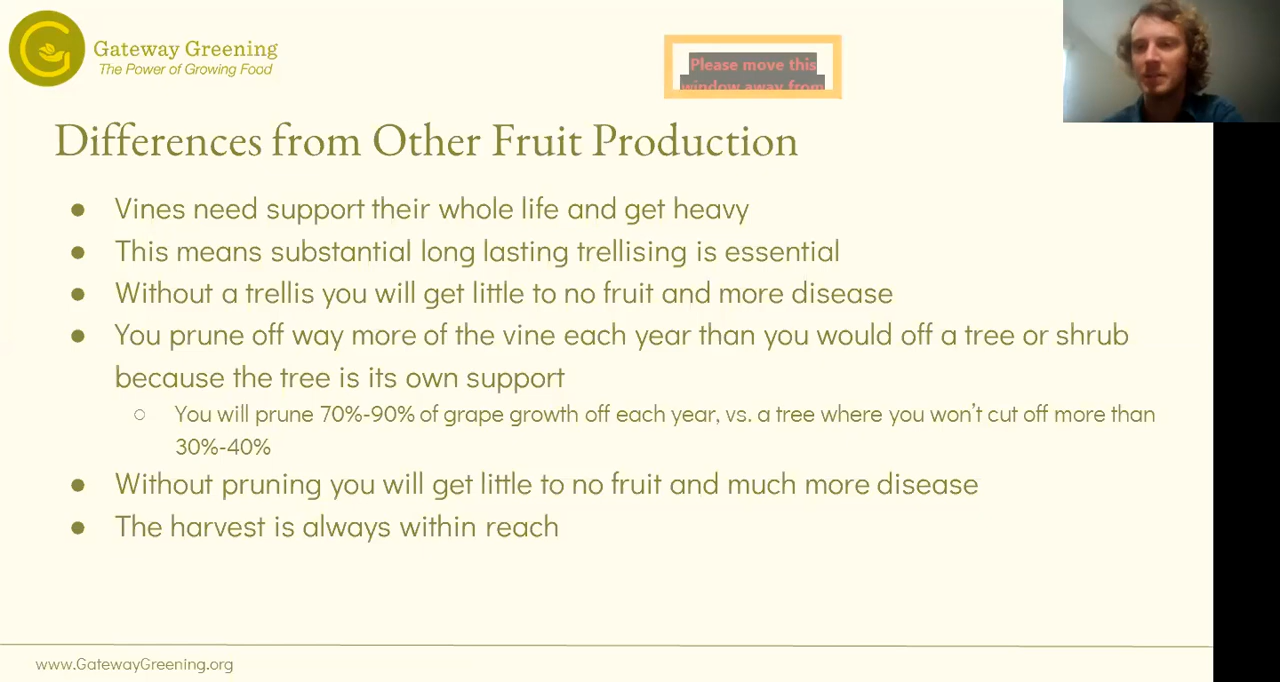 Gateway Greening
The Power of Growing Food
Please move this
window away from
Differences from Other Fruit Production
● Vines need support their whole life and get heavy
● This means substantial long lasting trellising is essential
● Without a trellis you will get little to no fruit and more disease
● You prune off way more of the vine each year than you would off a tree or shrub
because the tree is its own support
○ You will prune 70%-90% of grape growth off each year, vs. a tree where you won't cut off more than
30%-40%
● Without pruning you will get little to no fruit and much more disease
● The harvest is always within reach
www.GatewayGreening.org